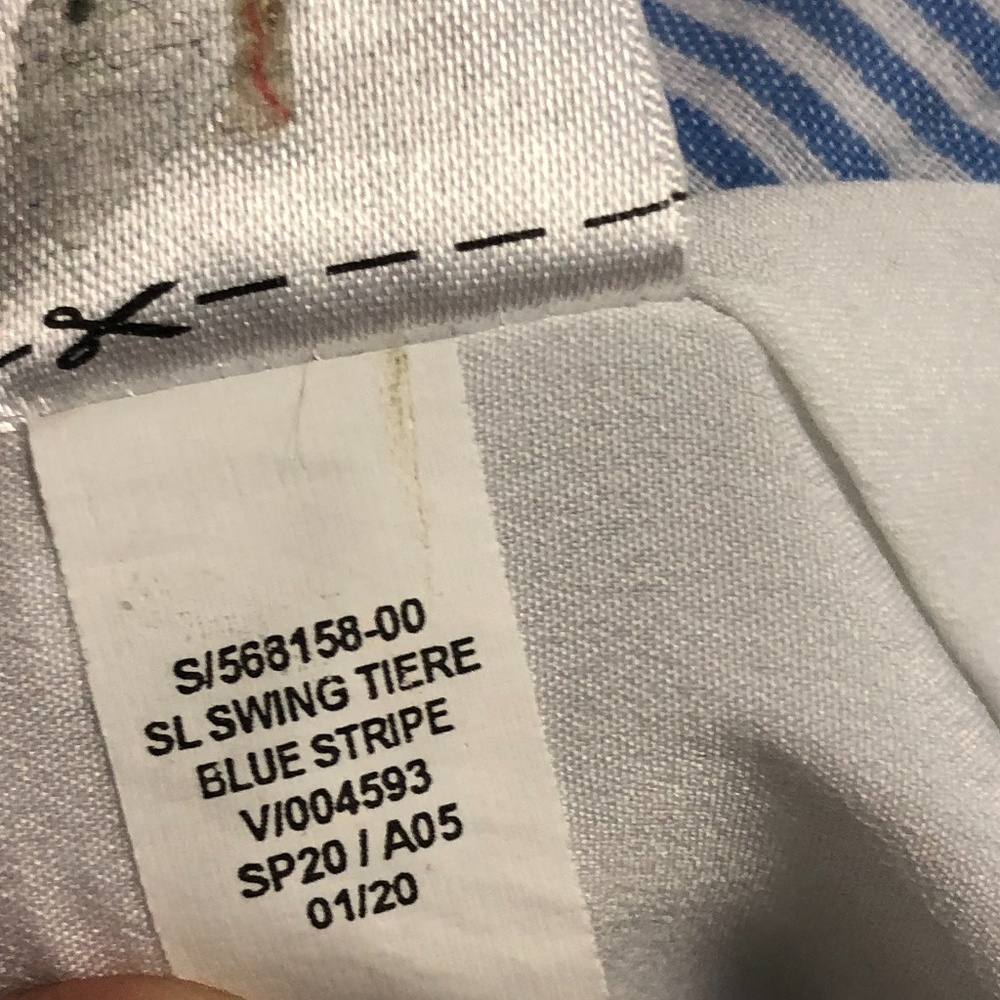 S/568158-00
SL SWING TIERE
BLUE STRIPE
V/004593
SP20 / A05
01/20